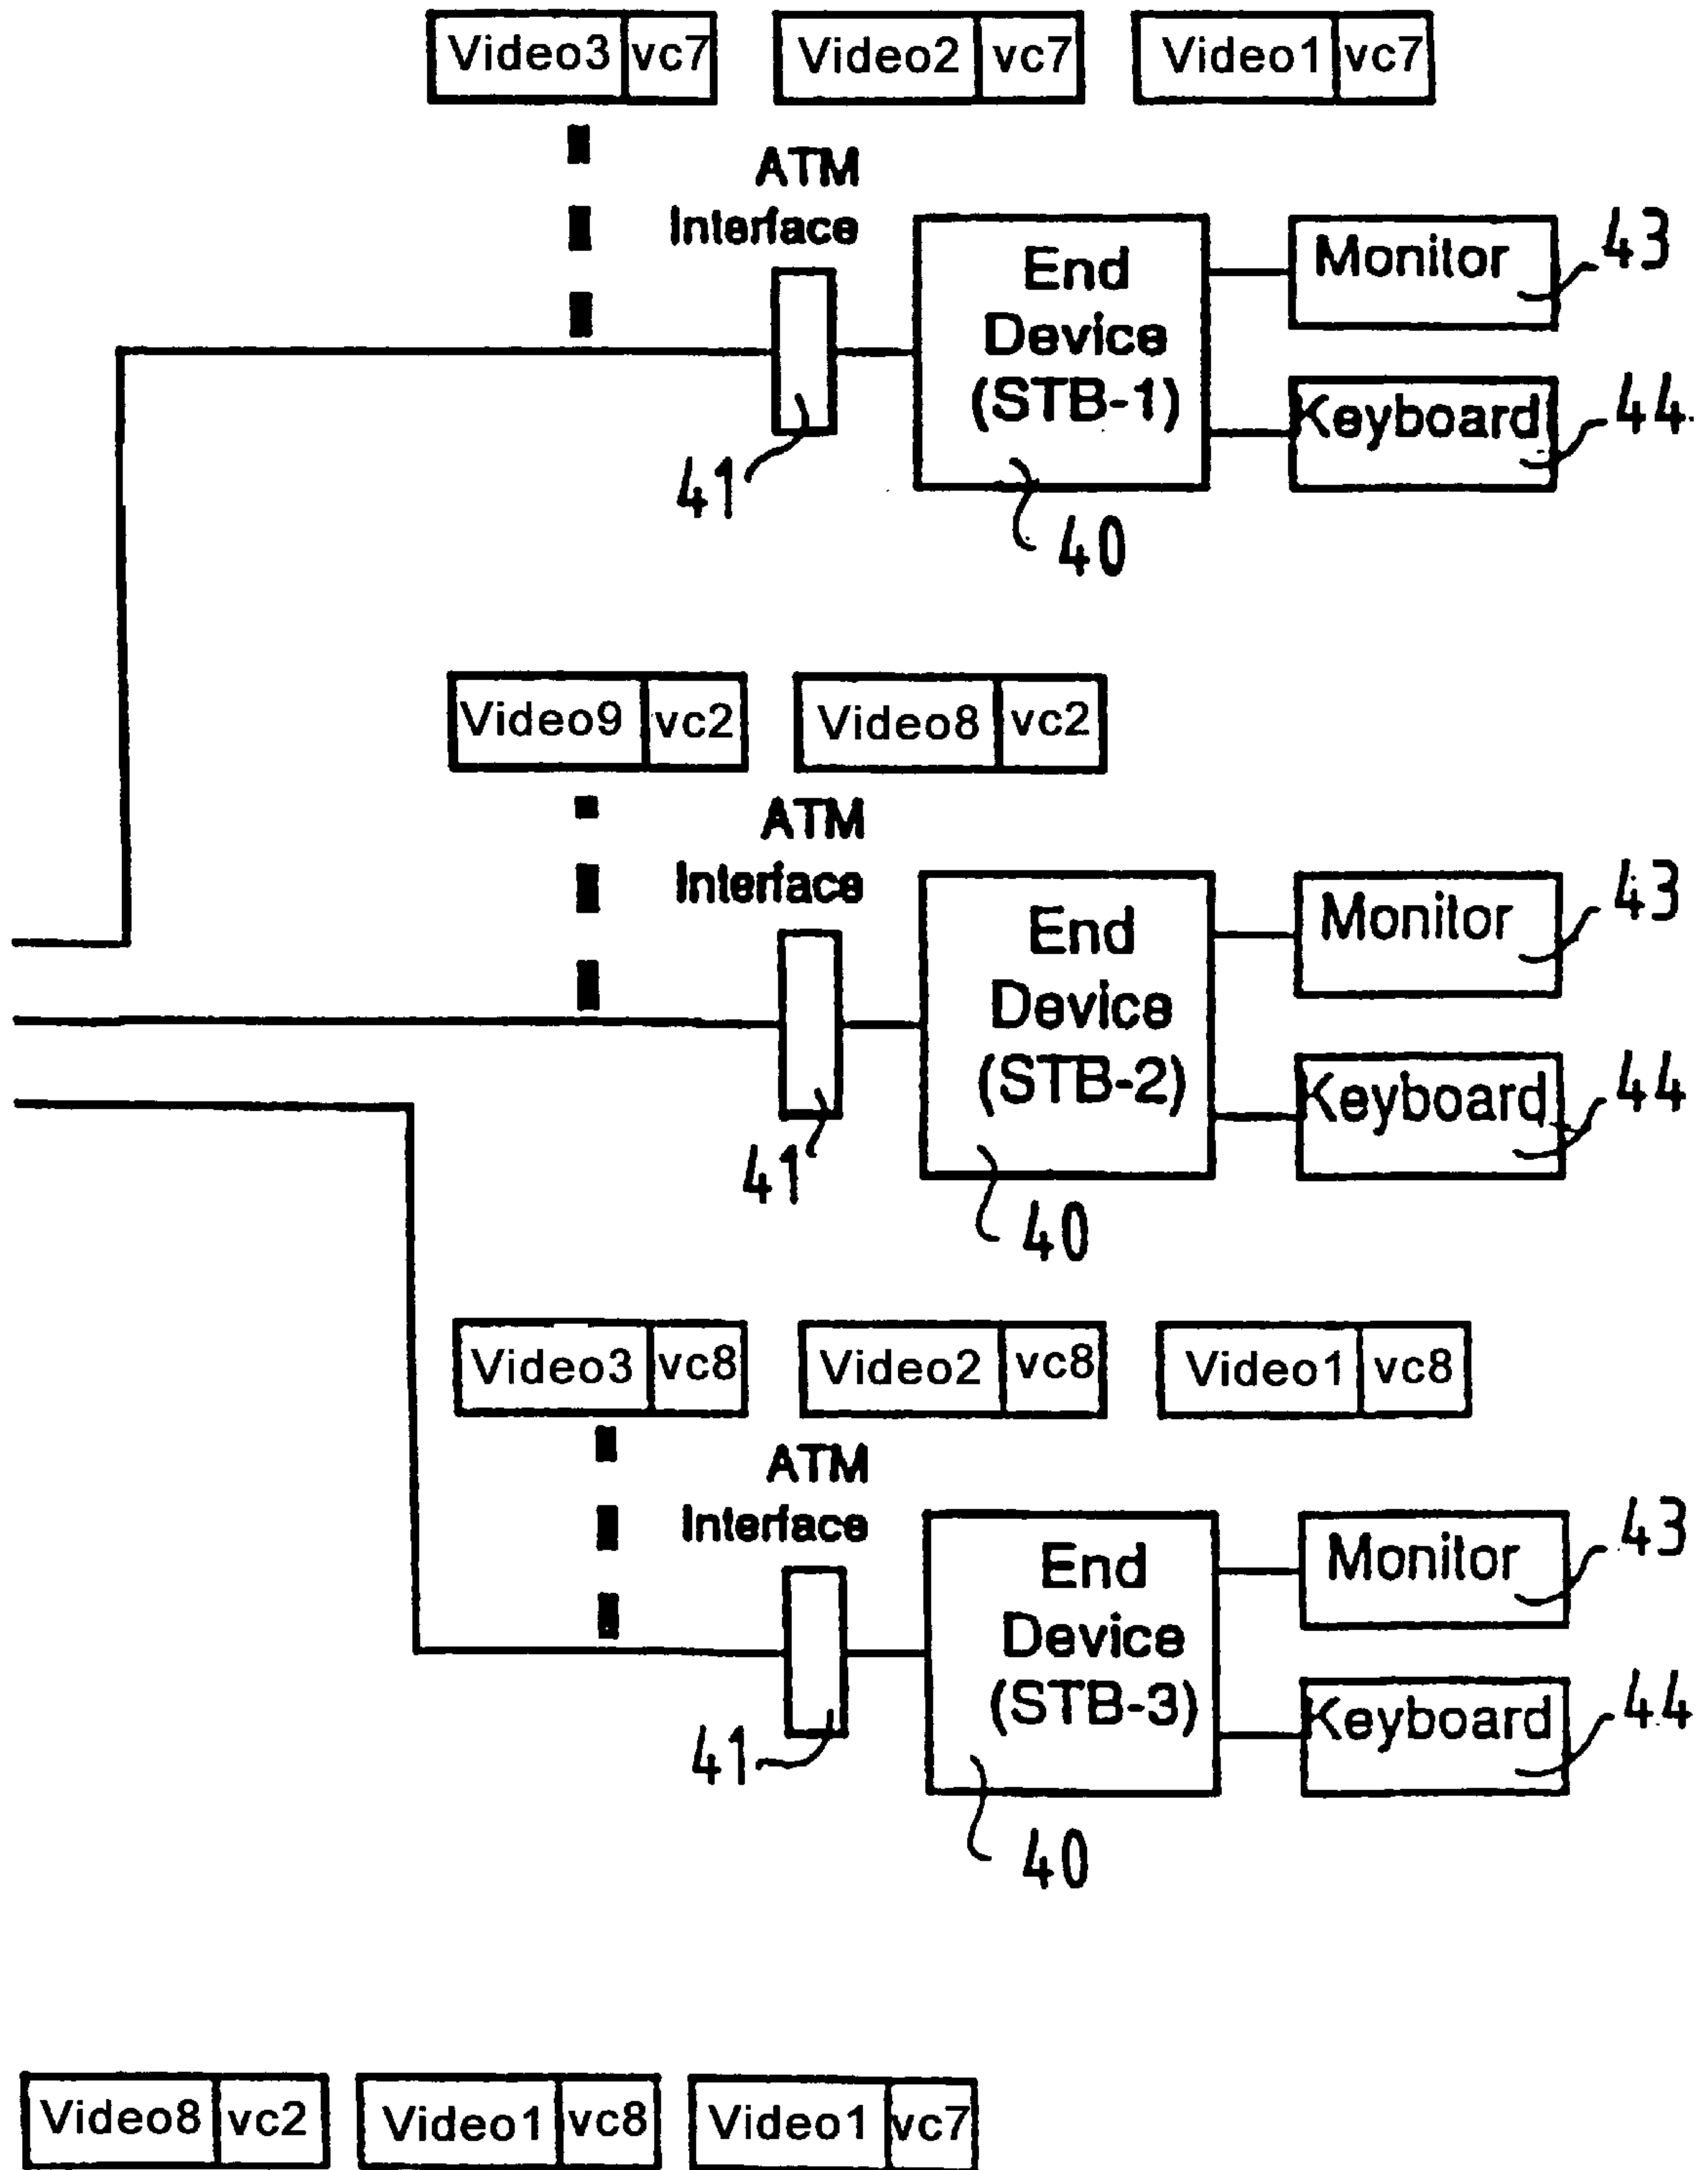 Video3 vc7 Video2 vc7 Video1 vc7
ATM
Interface
End
Device
(STB-1)
Monitor
43
Keyboard
44
41
40
Video9 vc2 Video8 vc2
ATM
Interface
End
Device
(STB-2)
Monitor
43
Keyboard
44
41
40
Video3 vc8 Video2 vc8 Video1 vc8
ATM
Interface
End
Device
(STB-3)
Monitor
43
Keyboard
44
41
40
Video8 vc2 Video1 vc8 Video1 vc7